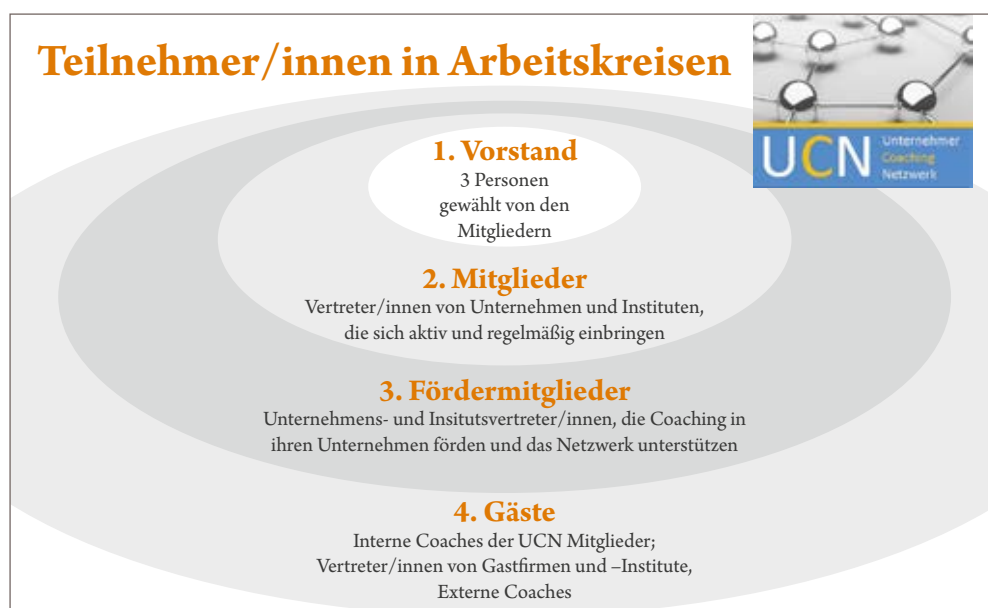 Teilnehmer/innen in Arbeitskreisen
UCN
Unternehmer
Coaching
Netzwerk
1. Vorstand
3 Personen
gewählt von den
Mitgliedern
2. Mitglieder
Vertreter/innen von Unternehmen und Instituten,
die sich aktiv und regelmäßig einbringen
3. Fördermitglieder
Unternehmens- und Insitutsvertreter/innen, die Coaching in
ihren Unternehmen förden und das Netzwerk unterstützen
4. Gäste
Interne Coaches der UCN Mitglieder;
Vertreter/innen von Gastfirmen und –Institute,
Externe Coaches